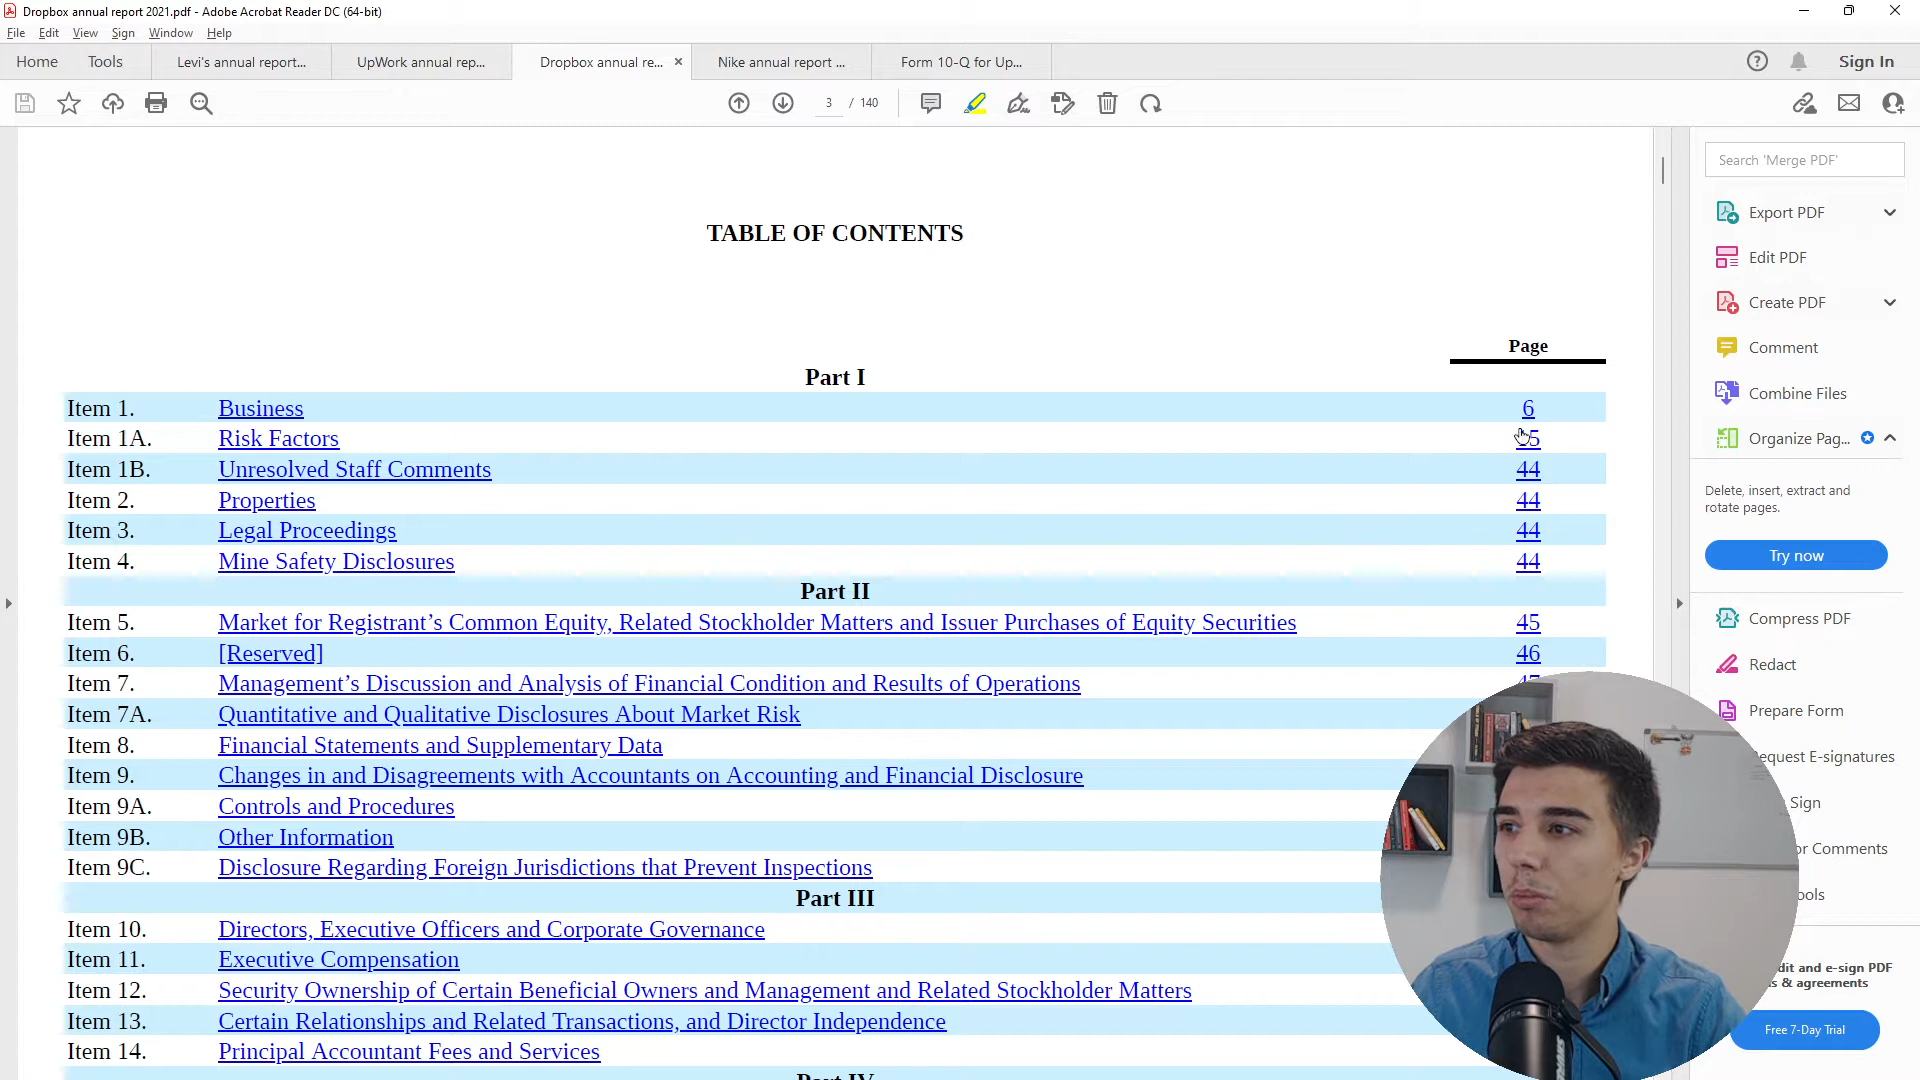 Dropbox annual report 2021.pdf - Adobe Acrobat Reader DC (64-bit)
File Edit View Sign Window Help
Home Tools Levi's annual report... UpWork annual rep... Dropbox annual re... × Nike annual report ... Form 10-Q for Up... Sign In
3 / 140
Search 'Merge PDF'
TABLE OF CONTENTS
Page
Part I
Item 1. Business 6
Item 1A. Risk Factors
Item 1B. Unresolved Staff Comments 44
Item 2. Properties 44
Item 3. Legal Proceedings 44
Item 4. Mine Safety Disclosures 44
Part II
Item 5. Market for Registrant’s Common Equity, Related Stockholder Matters and Issuer Purchases of Equity Securities 45
Item 6. [Reserved] 46
Item 7. Management’s Discussion and Analysis of Financial Condition and Results of Operations
Item 7A. Quantitative and Qualitative Disclosures About Market Risk
Item 8. Financial Statements and Supplementary Data
Item 9. Changes in and Disagreements with Accountants on Accounting and Financial Disclosure
Item 9A. Controls and Procedures
Item 9B. Other Information
Item 9C. Disclosure Regarding Foreign Jurisdictions that Prevent Inspections
Part III
Item 10. Directors, Executive Officers and Corporate Governance
Item 11. Executive Compensation
Item 12. Security Ownership of Certain Beneficial Owners and Management and Related Stockholder Matters
Item 13. Certain Relationships and Related Transactions, and Director Independence
Item 14. Principal Accountant Fees and Services
Part IV
Export PDF
Edit PDF
Create PDF
Comment
Combine Files
Organize Pag...
Delete, insert, extract and
rotate pages.
Try now
Compress PDF
Redact
Prepare Form
equest E-signatures
Sign
or Comments
ools
dit and e-sign PDF
s & agreements
Free 7-Day Trial